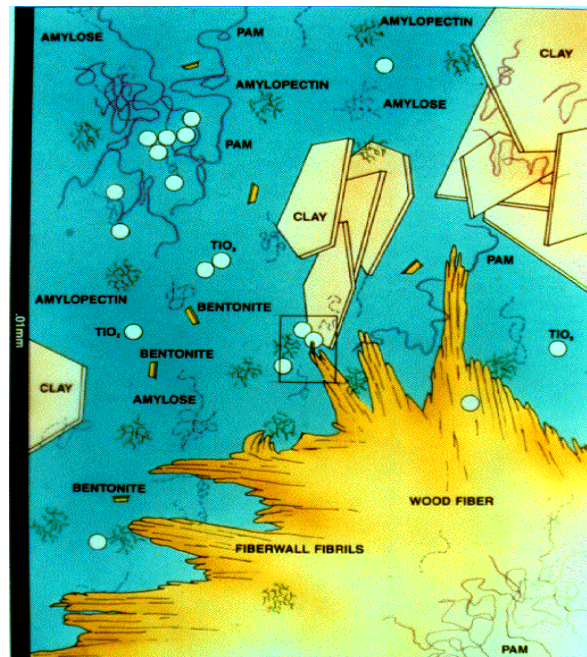 AMYLOSE
PAM
AMYLOPECTIN
CLAY
AMYLOPECTIN
AMYLOSE
PAM
CLAY
TIO₂
PAM
AMYLOPECTIN
BENTONITE
TIO₂
TIO₂
BENTONITE
CLAY
AMYLOSE
BENTONITE
WOOD FIBER
FIBERWALL FIBRILS
PAM
.01mm